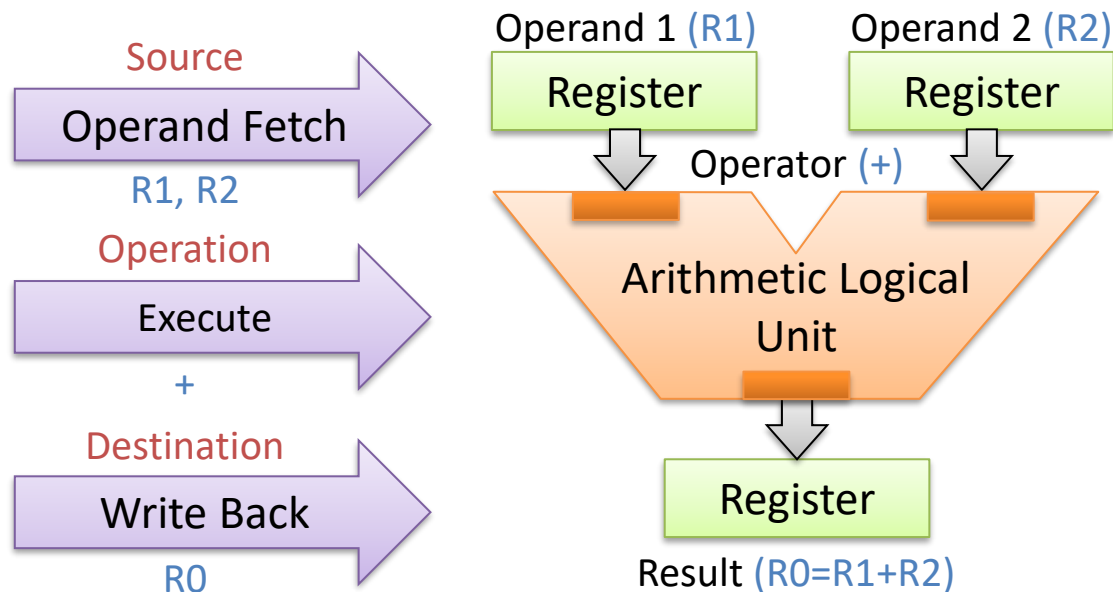 Source
Operand Fetch
R1, R2
Operation
Execute
+
Destination
Write Back
R0
Operand 1 (R1)
Operand 2 (R2)
Register
Register
Operator (+)
Arithmetic Logical
Unit
Register
Result (R0=R1+R2)